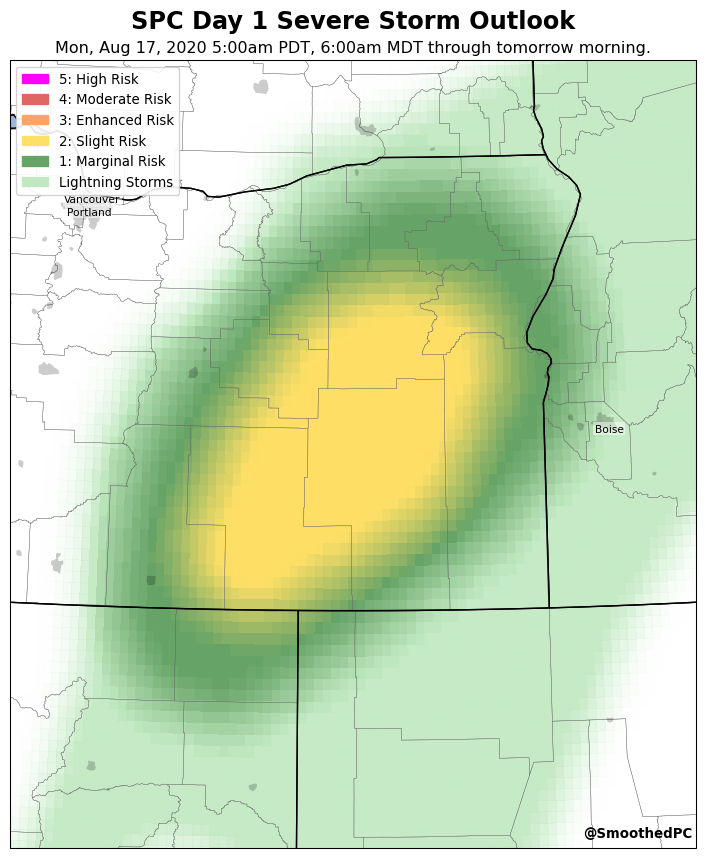 SPC Day 1 Severe Storm Outlook
Mon, Aug 17, 2020 5:00am PDT, 6:00am MDT through tomorrow morning.
5: High Risk
4: Moderate Risk
3: Enhanced Risk
2: Slight Risk
1: Marginal Risk
Lightning Storms
Vancouver
Portland
Boise
@SmoothedPC